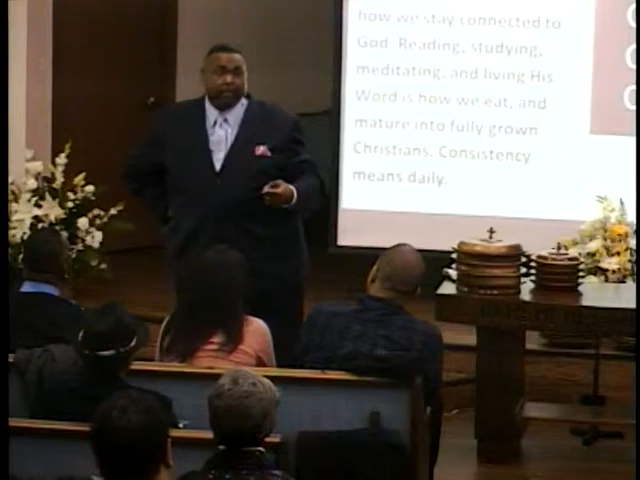 how we stay connected to
God. Reading, studying,
meditating, and living His
Word is how we eat, and
mature into fully grown
Christians. Consistency
means daily.